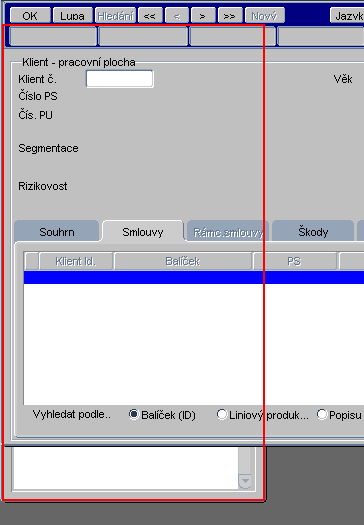 OK Lupa Hledání << < > >> Nový Jazyk
Klient - pracovní plocha
Klient č. Věk
Číslo PS
Čís. PU
Segmentace
Rizikovost
Souhrn Smlouvy Rámc.smlouvy Škody
Klient Id. Balíček PS
Vyhledat podle.. Balíček (ID) Liniový produk... Popisu